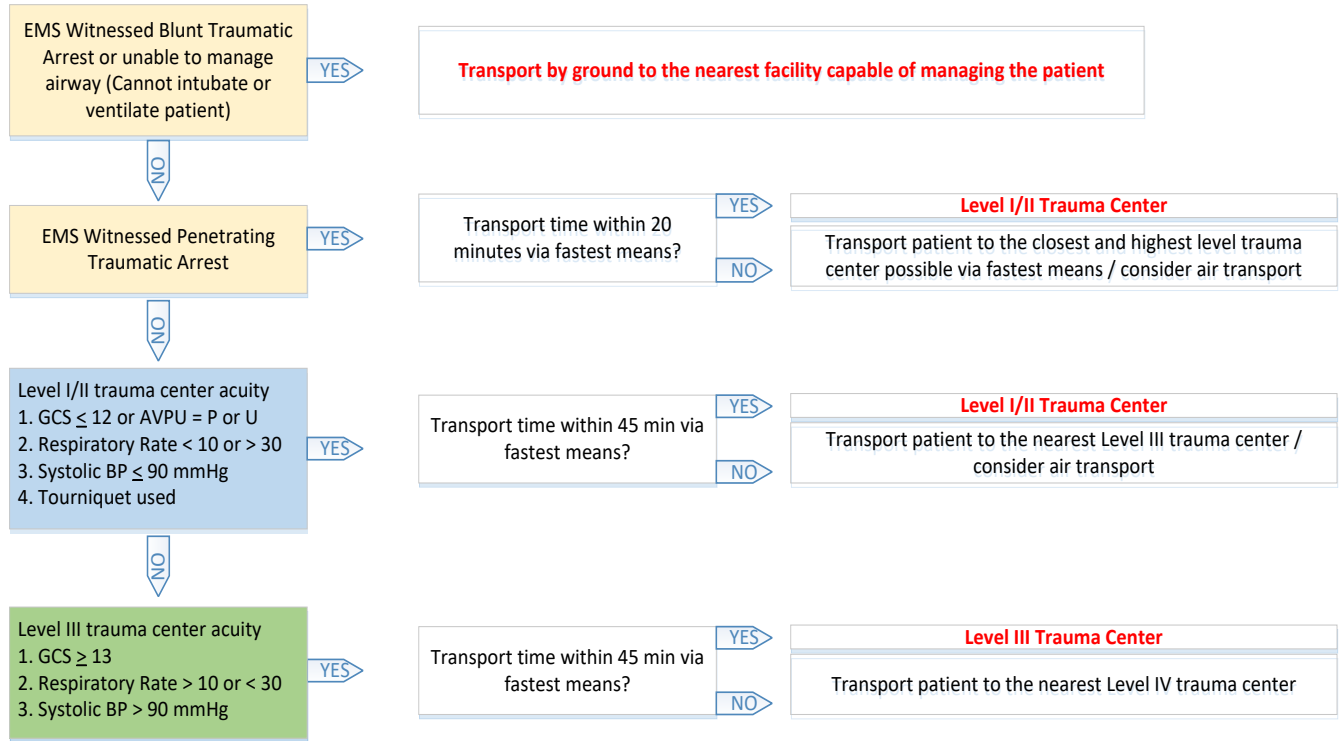 EMS Witnessed Blunt Traumatic
Arrest or unable to manage
airway (Cannot intubate or
ventilate patient)
YES
Transport by ground to the nearest facility capable of managing the patient
NO
EMS Witnessed Penetrating
Traumatic Arrest
YES
Transport time within 20
minutes via fastest means?
YES
Level I/II Trauma Center
NO
Transport patient to the closest and highest level trauma
center possible via fastest means / consider air transport
NO
Level I/II trauma center acuity
1. GCS ≤ 12 or AVPU = P or U
2. Respiratory Rate < 10 or > 30
3. Systolic BP ≤ 90 mmHg
4. Tourniquet used
YES
Transport time within 45 min via
fastest means?
YES
Level I/II Trauma Center
NO
Transport patient to the nearest Level III trauma center /
consider air transport
NO
Level III trauma center acuity
1. GCS ≥ 13
2. Respiratory Rate > 10 or < 30
3. Systolic BP > 90 mmHg
YES
Transport time within 45 min via
fastest means?
YES
Level III Trauma Center
NO
Transport patient to the nearest Level IV trauma center